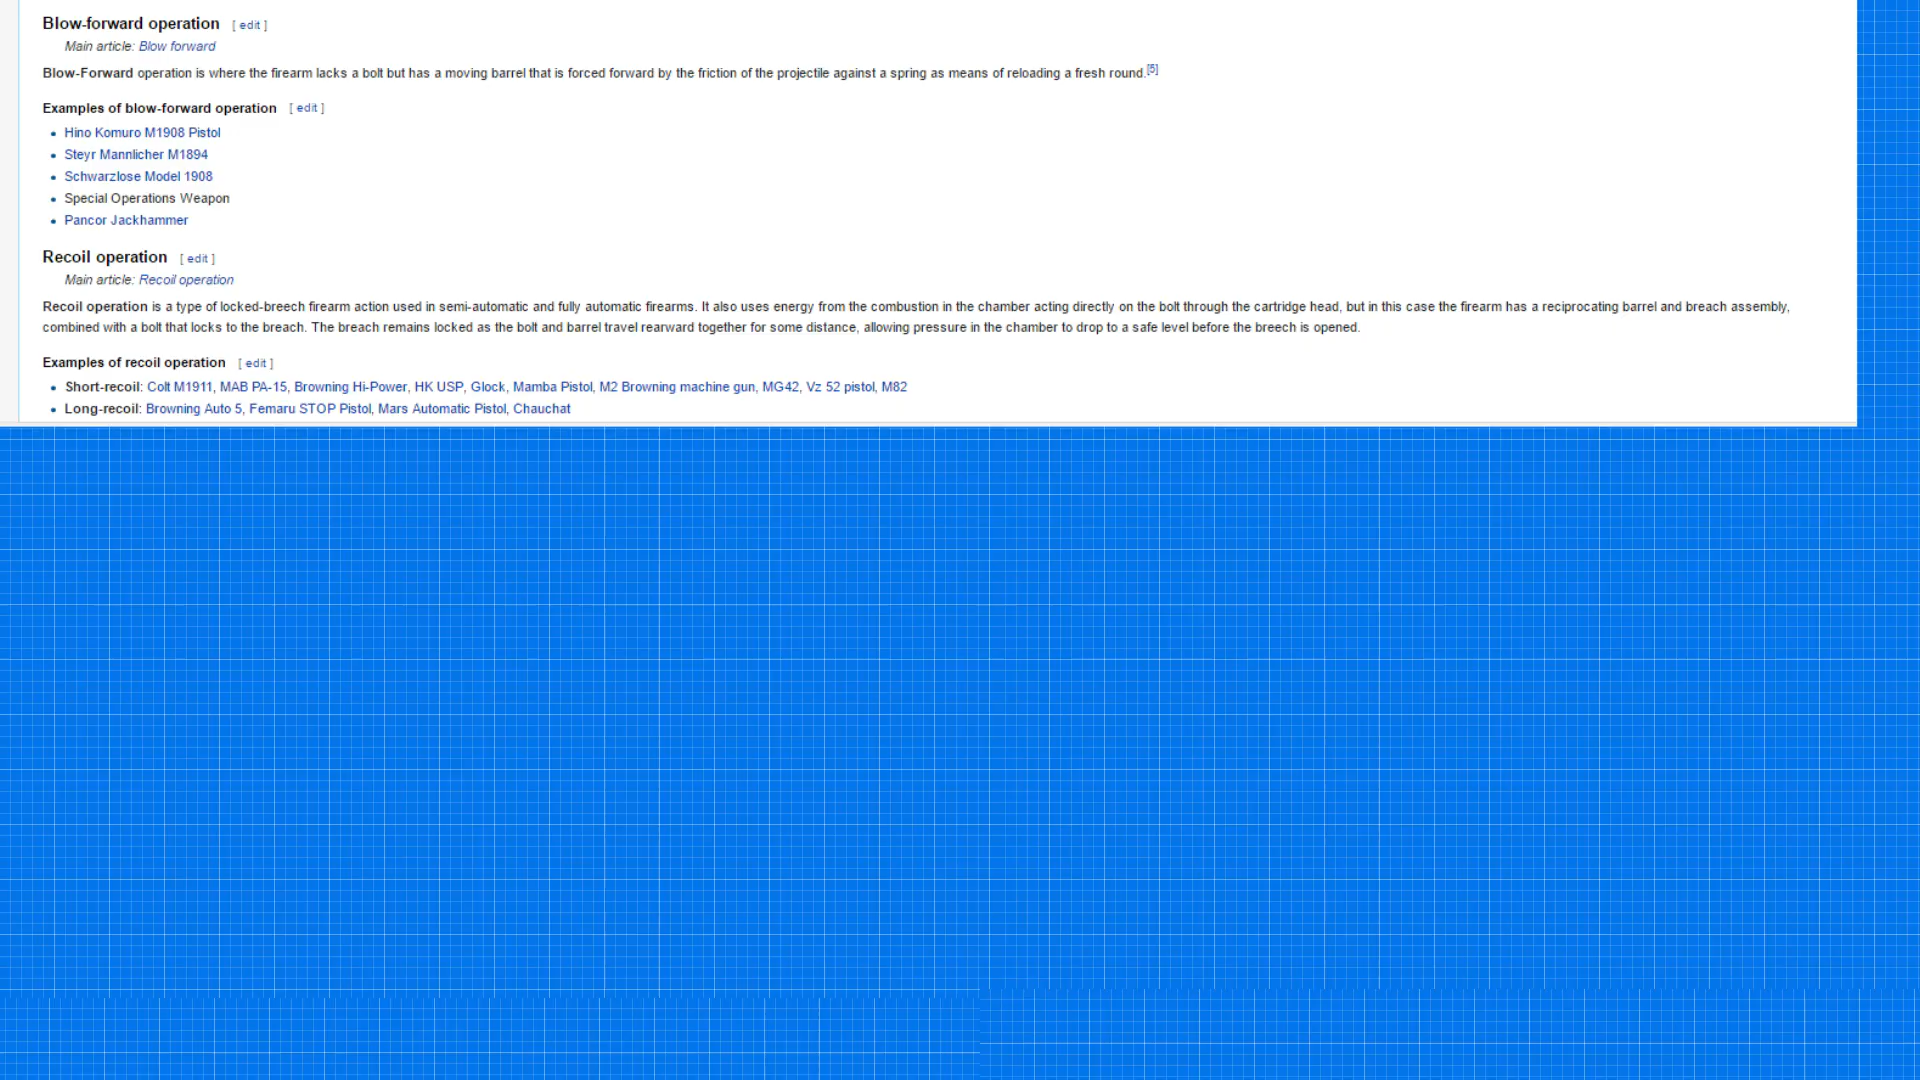 Blow-forward operation [ edit ]
Main article: Blow forward
Blow-Forward operation is where the firearm lacks a bolt but has a moving barrel that is forced forward by the friction of the projectile against a spring as means of reloading a fresh round.[5]
Examples of blow-forward operation [ edit ]
• Hino Komuro M1908 Pistol
• Steyr Mannlicher M1894
• Schwarzlose Model 1908
• Special Operations Weapon
• Pancor Jackhammer
Recoil operation [ edit ]
Main article: Recoil operation
Recoil operation is a type of locked-breech firearm action used in semi-automatic and fully automatic firearms. It also uses energy from the combustion in the chamber acting directly on the bolt through the cartridge head, but in this case the firearm has a reciprocating barrel and breach assembly,
combined with a bolt that locks to the breach. The breach remains locked as the bolt and barrel travel rearward together for some distance, allowing pressure in the chamber to drop to a safe level before the breech is opened.
Examples of recoil operation [ edit ]
• Short-recoil: Colt M1911, MAB PA-15, Browning Hi-Power, HK USP, Glock, Mamba Pistol, M2 Browning machine gun, MG42, Vz 52 pistol, M82
• Long-recoil: Browning Auto 5, Femaru STOP Pistol, Mars Automatic Pistol, Chauchat